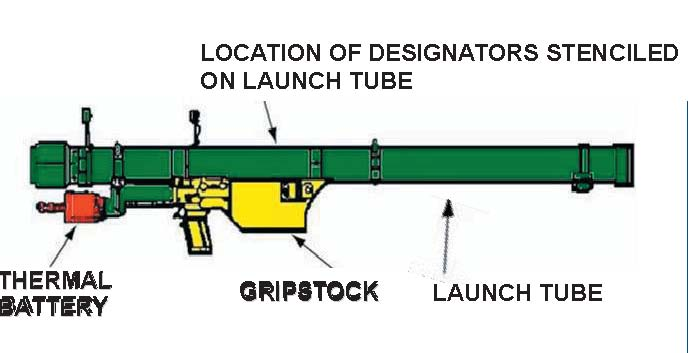 LOCATION OF DESIGNATORS STENCILED
ON LAUNCH TUBE
THERMAL
BATTERY
GRIPSTOCK
LAUNCH TUBE